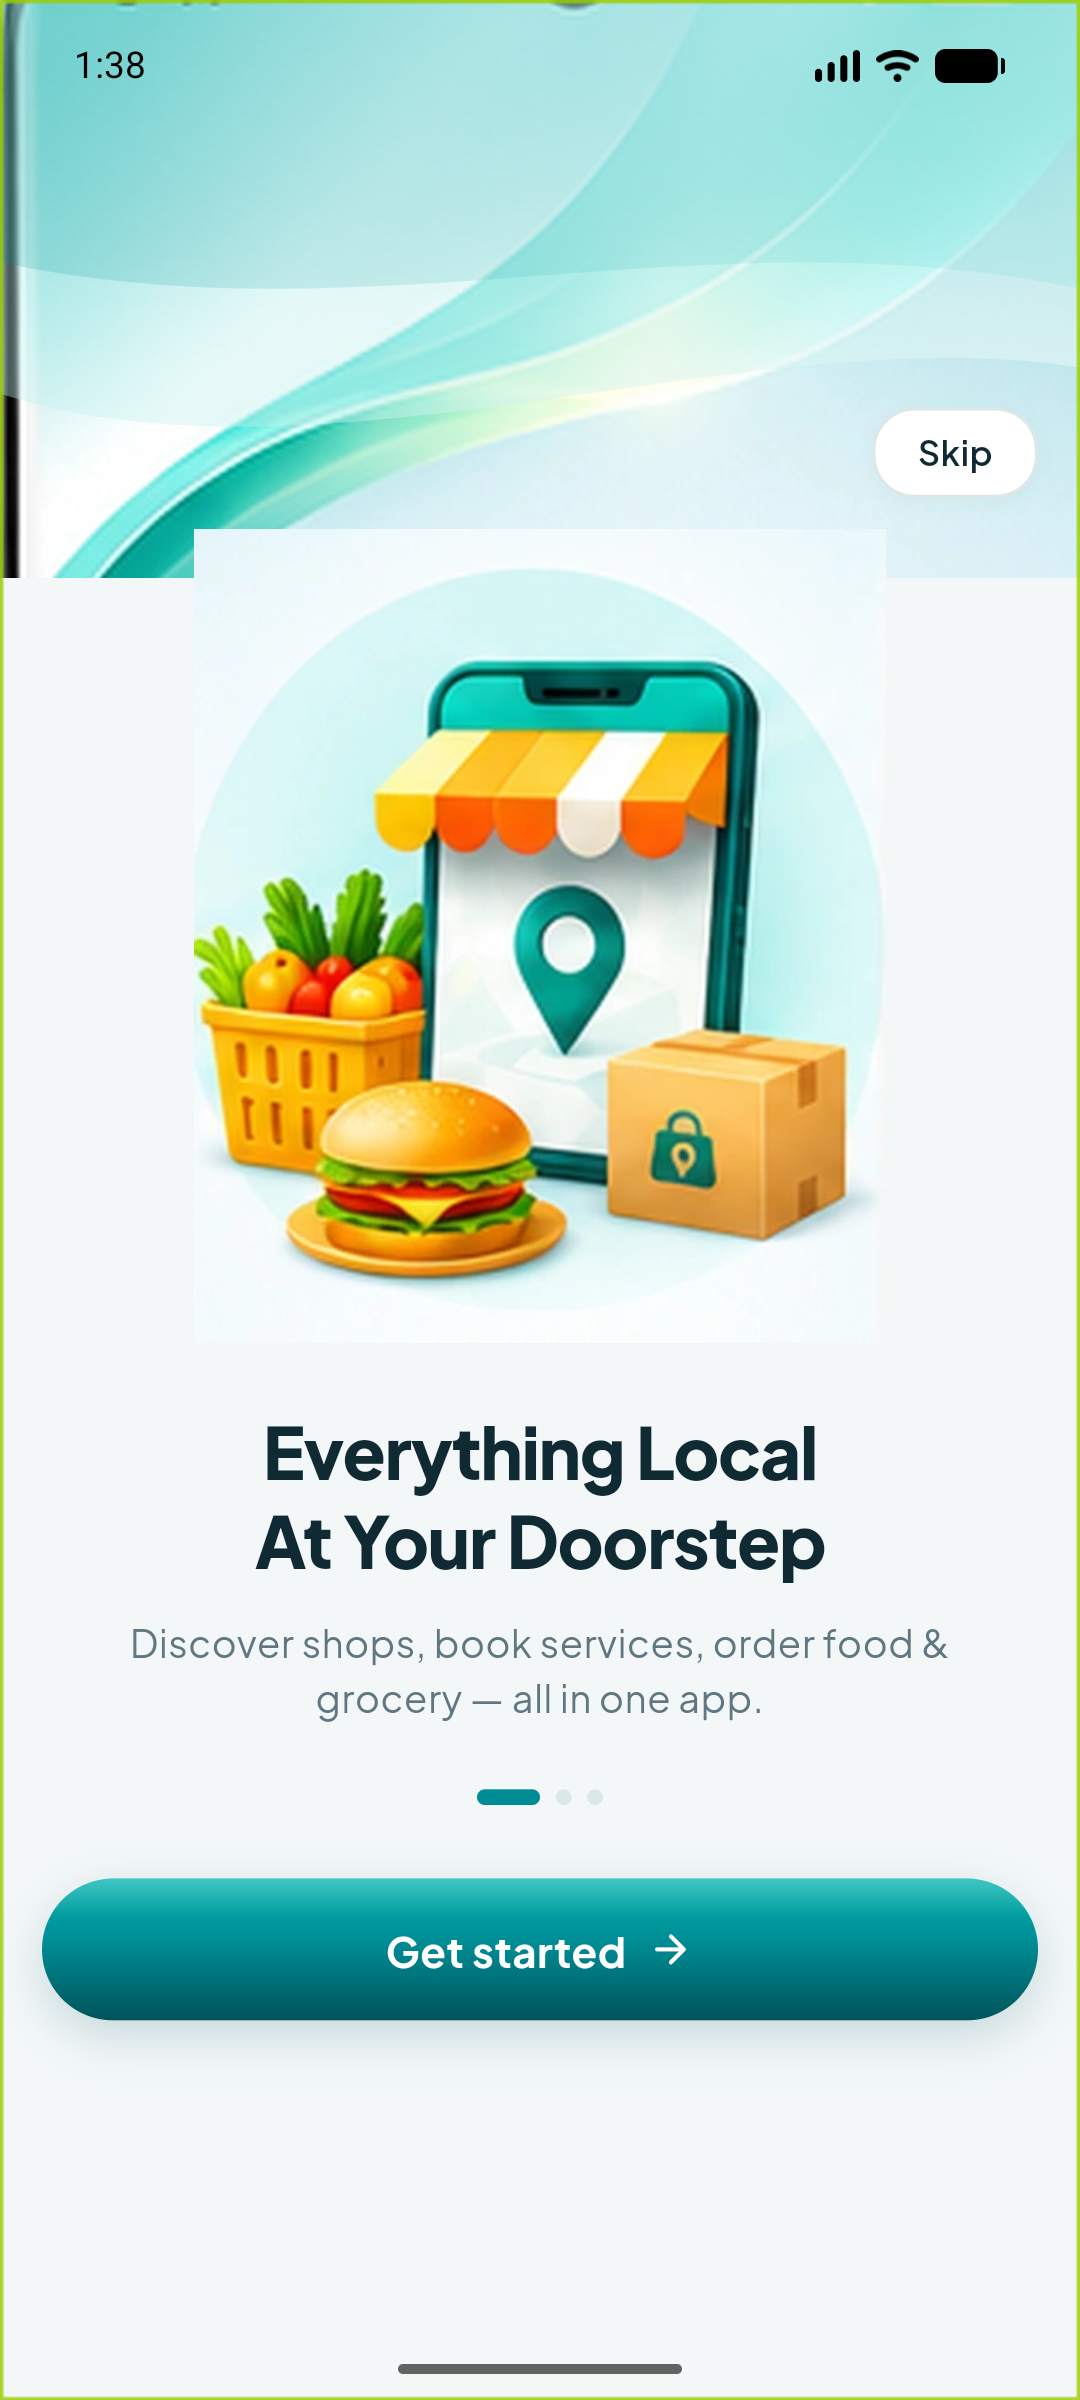 1:38
Skip
Everything Local
At Your Doorstep
Discover shops, book services, order food &
grocery — all in one app.
Get started →